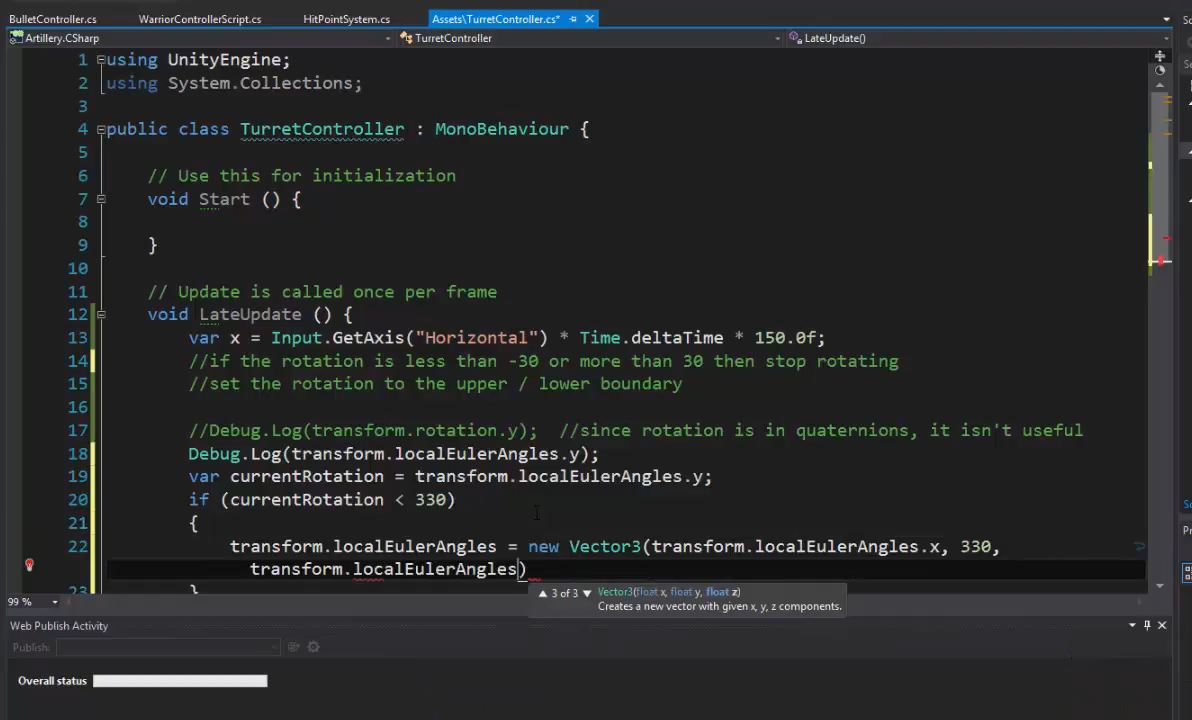 BulletController.cs WarriorControllerScript.cs HitPointSystem.cs Assets\TurretController.cs*
Artillery.CSharp TurretController LateUpdate()
1 using UnityEngine;
2 using System.Collections;
3
4 public class TurretController : MonoBehaviour {
5
6 // Use this for initialization
7 void Start () {
8
9 }
10
11 // Update is called once per frame
12 void LateUpdate () {
13 var x = Input.GetAxis("Horizontal") * Time.deltaTime * 150.0f;
14 //if the rotation is less than -30 or more than 30 then stop rotating
15 //set the rotation to the upper / lower boundary
16
17 //Debug.Log(transform.rotation.y); //since rotation is in quaternions, it isn't useful
18 Debug.Log(transform.localEulerAngles.y);
19 var currentRotation = transform.localEulerAngles.y;
20 if (currentRotation < 330)
21 {
22 transform.localEulerAngles = new Vector3(transform.localEulerAngles.x, 330,
transform.localEulerAngles)
23 }
3 of 3 Vector3(float x, float y, float z)
Creates a new vector with given x, y, z components.
99 %
Web Publish Activity
Publish:
Overall status